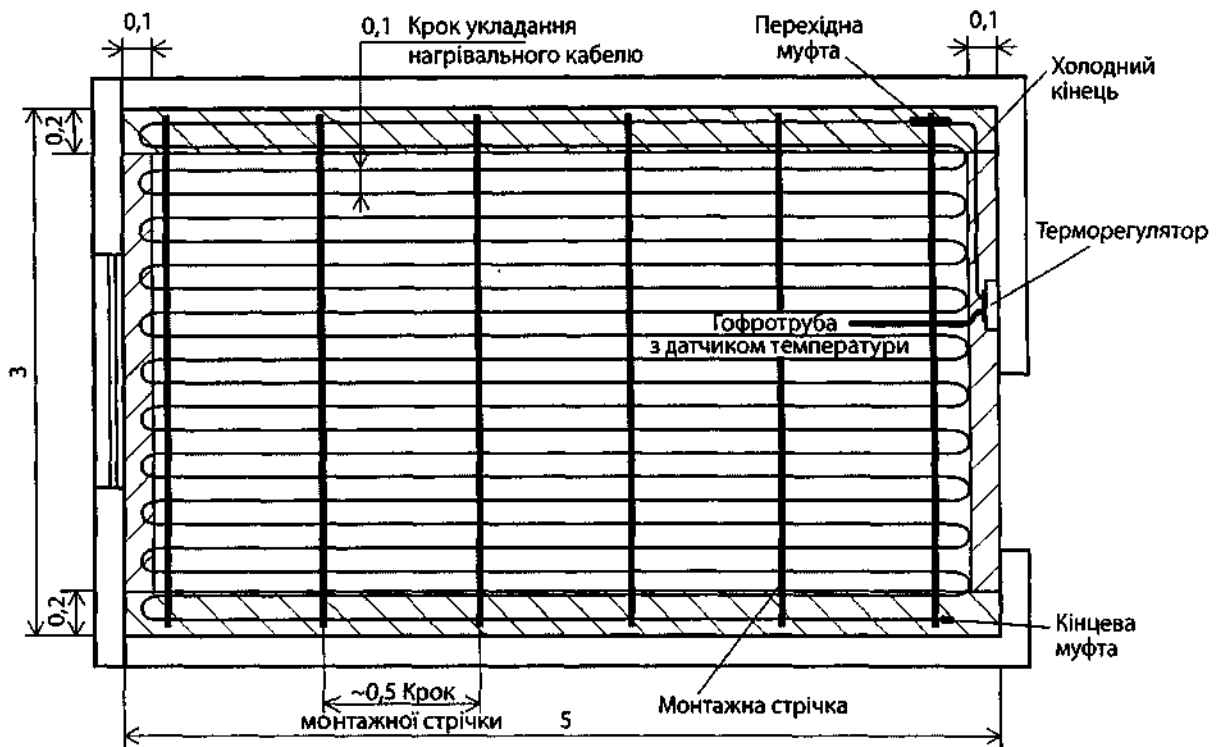 0,1
0,1 Крок укладання
нагрівального кабелю
Перехідна
муфта
0,1
Холодний
кінець
0,2
Терморегулятор
Гофротруба
з датчиком температури
3
0,2
Кінцева
муфта
~0,5 Крок
монтажної стрічки
5
Монтажна стрічка